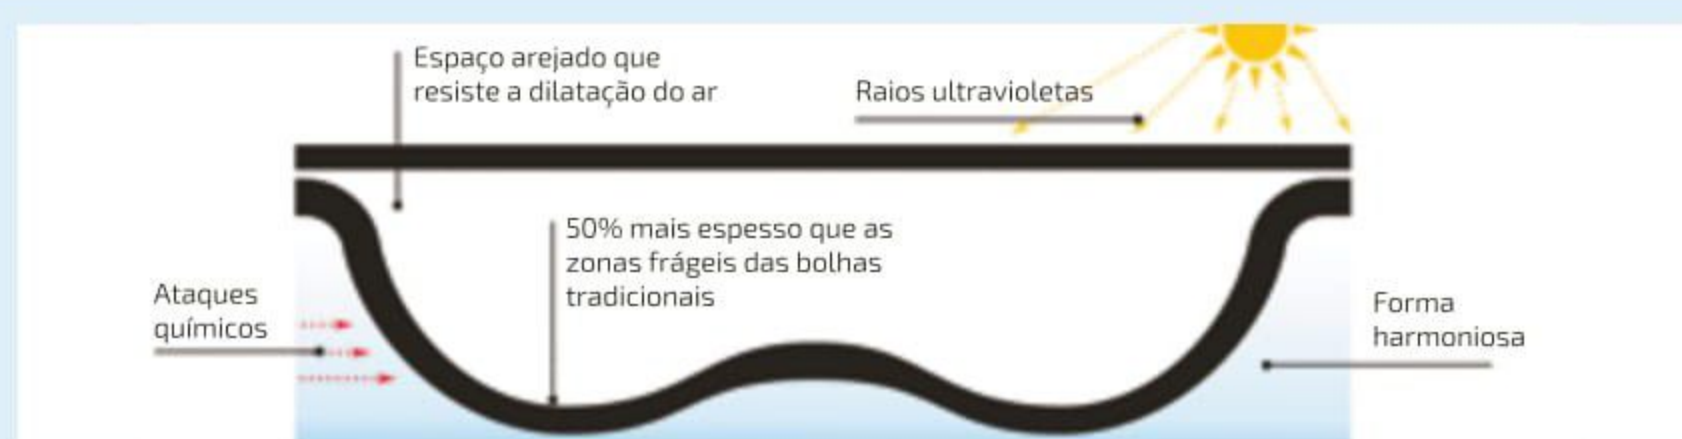 Espaço arejado que
resiste a dilatação do ar
Raios ultravioletas
50% mais espesso que as
zonas frágeis das bolhas
tradicionais
Ataques
químicos
Forma
harmoniosa